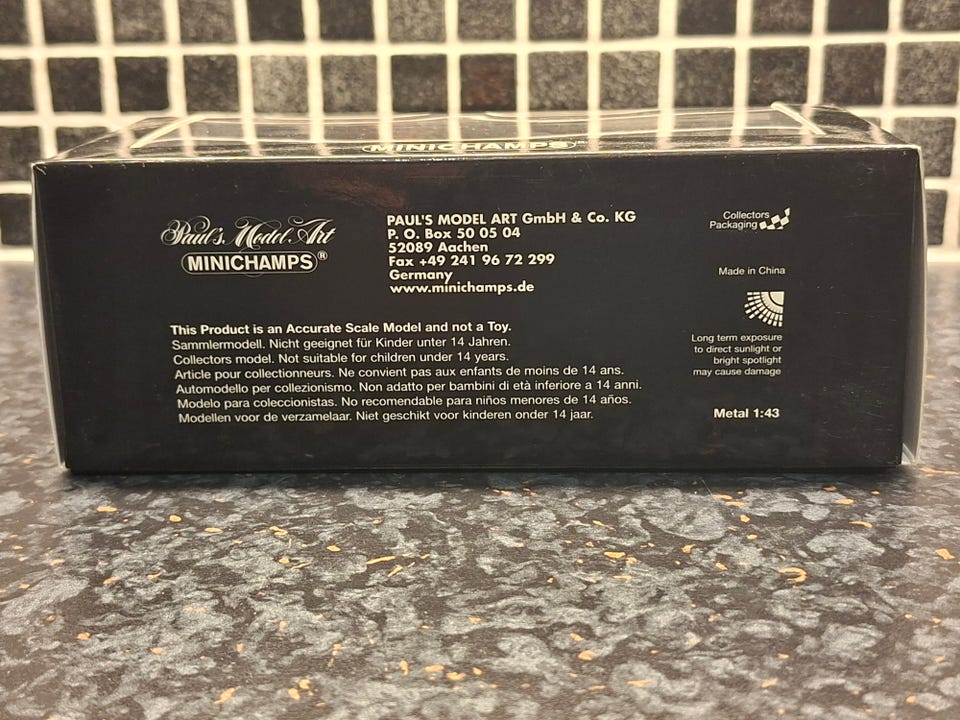 MINICHAMPS
Paul's Model Art
MINICHAMPS®
PAUL'S MODEL ART GmbH & Co. KG
P. O. Box 50 05 04
52089 Aachen
Fax +49 241 96 72 299
Germany
www.minichamps.de
Collectors
Packaging
Made in China
This Product is an Accurate Scale Model and not a Toy.
Sammlermodell. Nicht geeignet für Kinder unter 14 Jahren.
Collectors model. Not suitable for children under 14 years.
Article pour collectionneurs. Ne convient pas aux enfants de moins de 14 ans.
Automodello per collezionismo. Non adatto per bambini di età inferiore a 14 anni.
Modelo para coleccionistas. No recomendable para niños menores de 14 años.
Modellen voor de verzamelaar. Niet geschikt voor kinderen onder 14 jaar.
Long term exposure
to direct sunlight or
bright spotlight
may cause damage
Metal 1:43